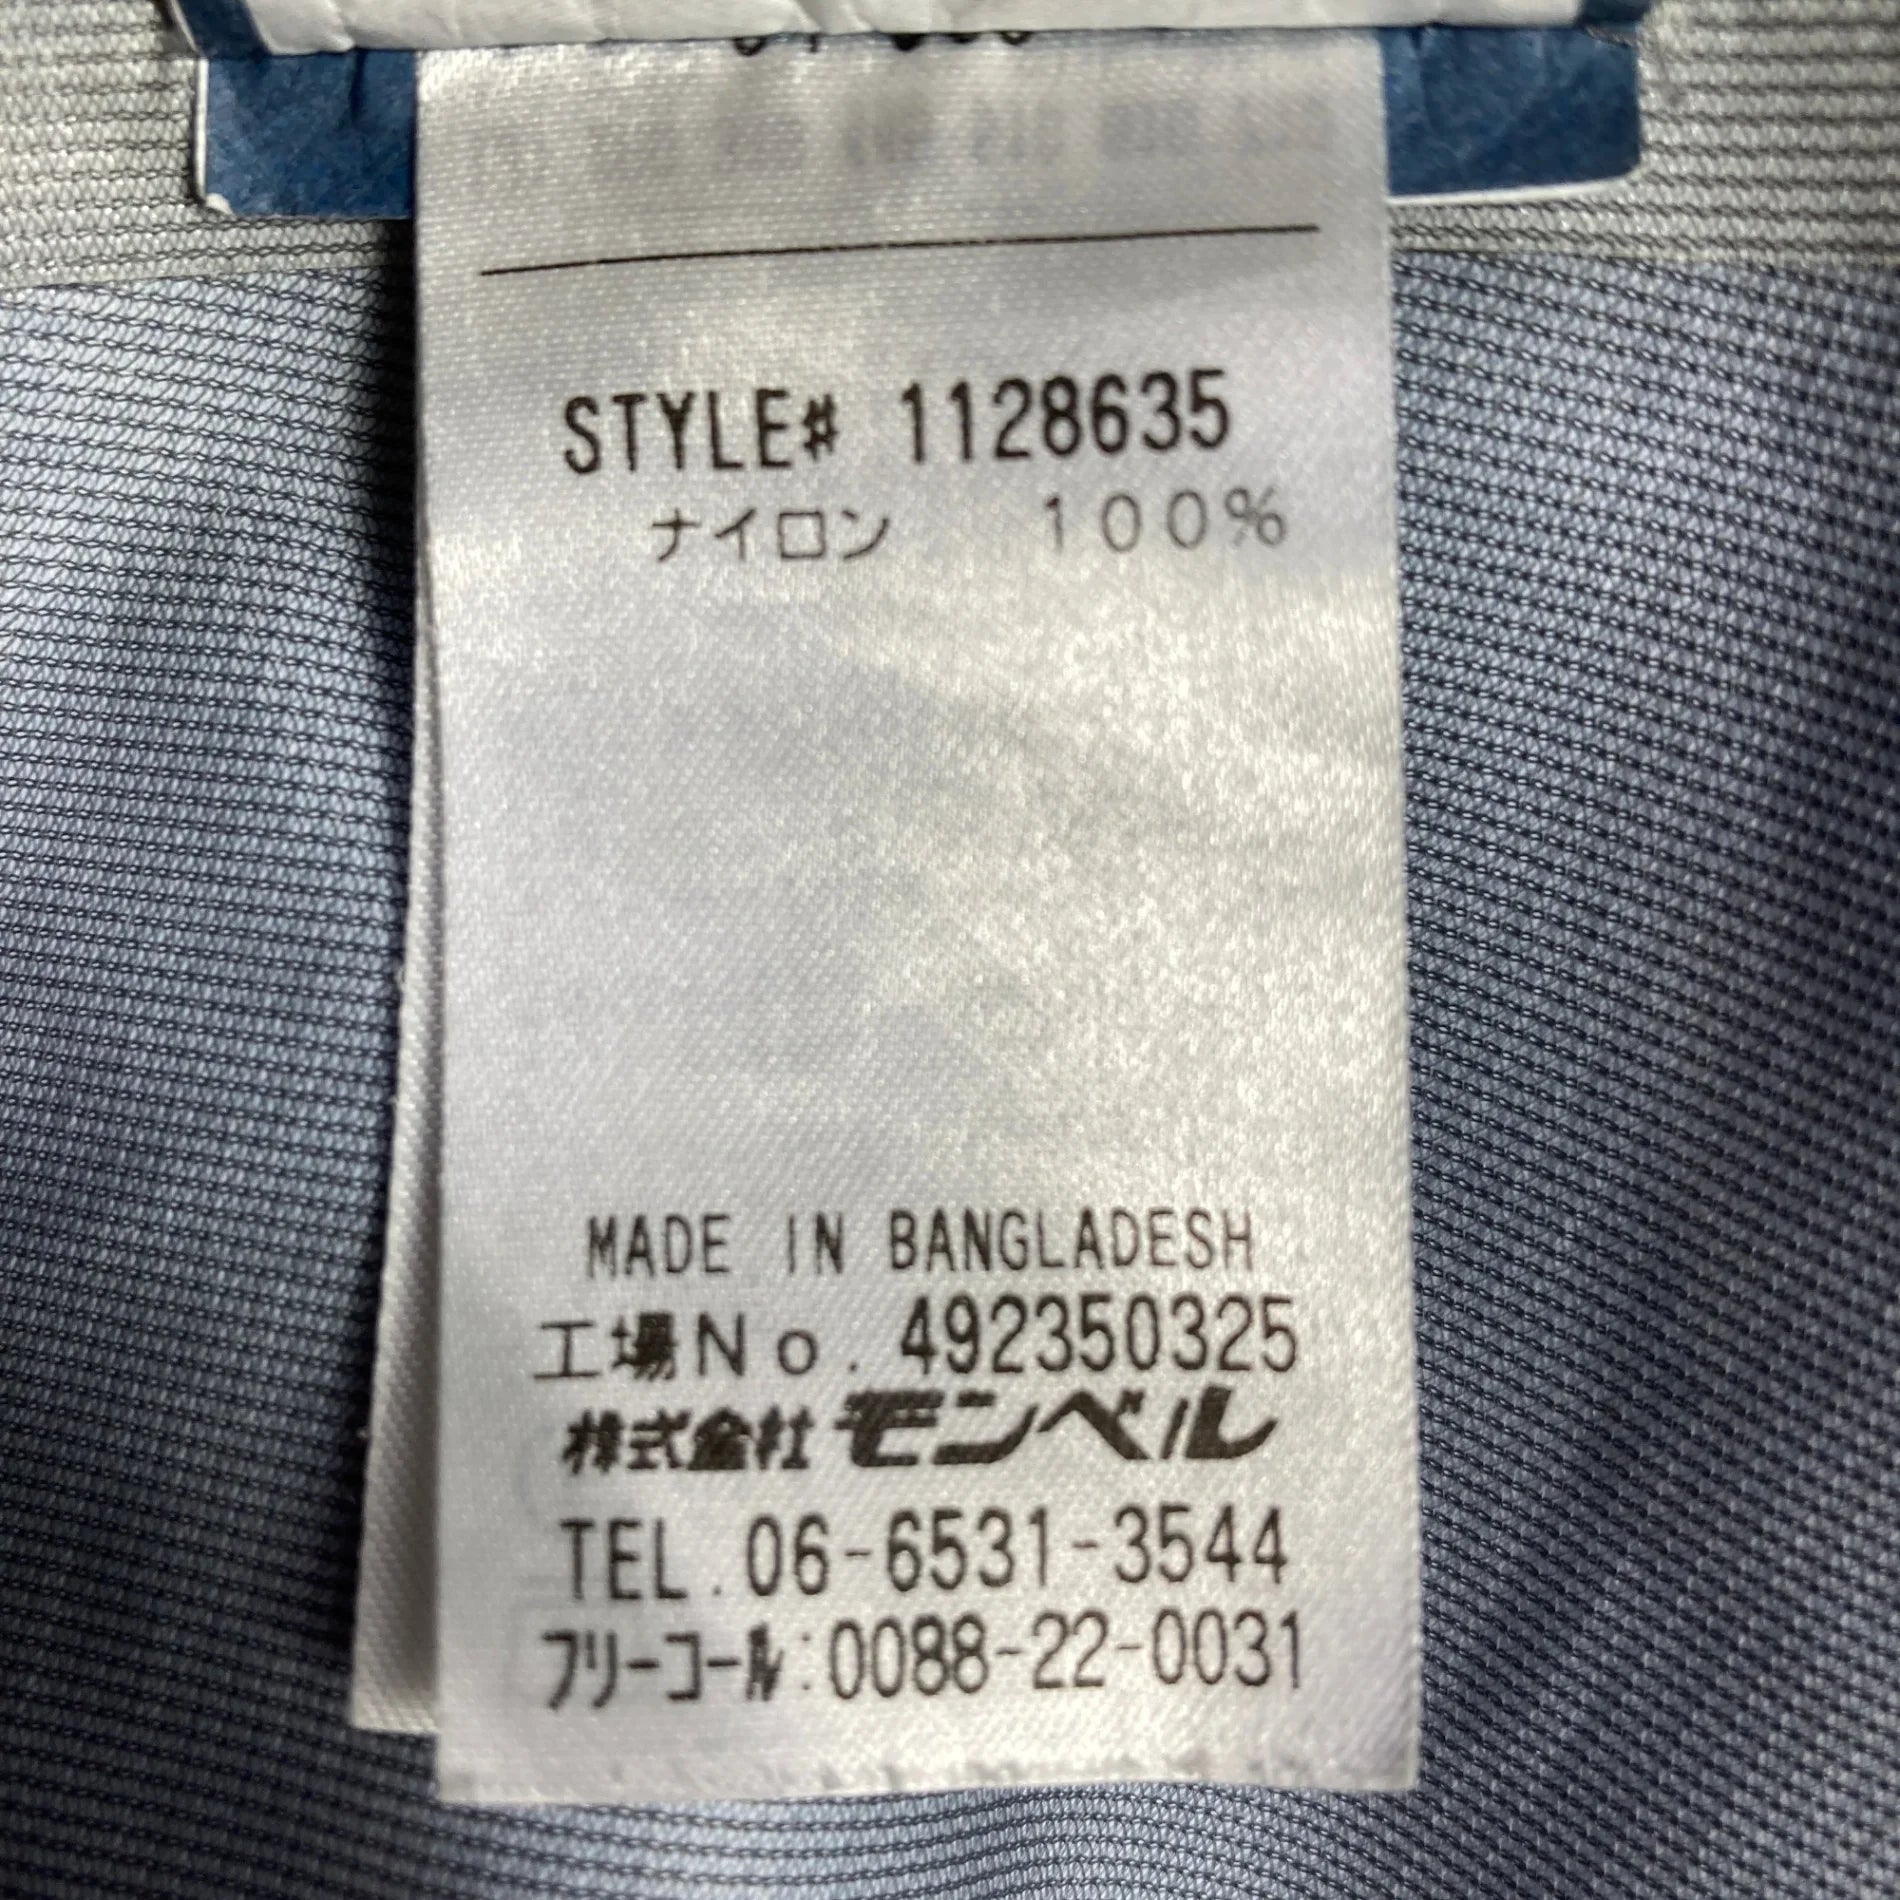 STYLE# 1128635
ナイロン 100%
MADE IN BANGLADESH
工場No. 492350325
株式会社 モンベル
TEL. 06-6531-3544
フリーコール:0088-22-0031